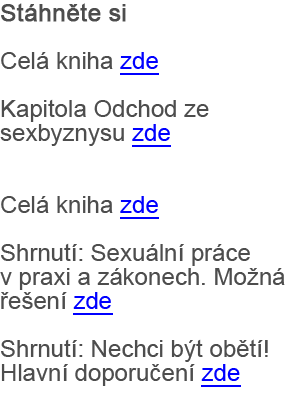 Stáhněte si
Celá kniha zde
Kapitola Odchod ze
sexbyznysu zde
Celá kniha zde
Shrnutí: Sexuální práce
v praxi a zákonech. Možná
řešení zde
Shrnutí: Nechci být obětí!
Hlavní doporučení zde